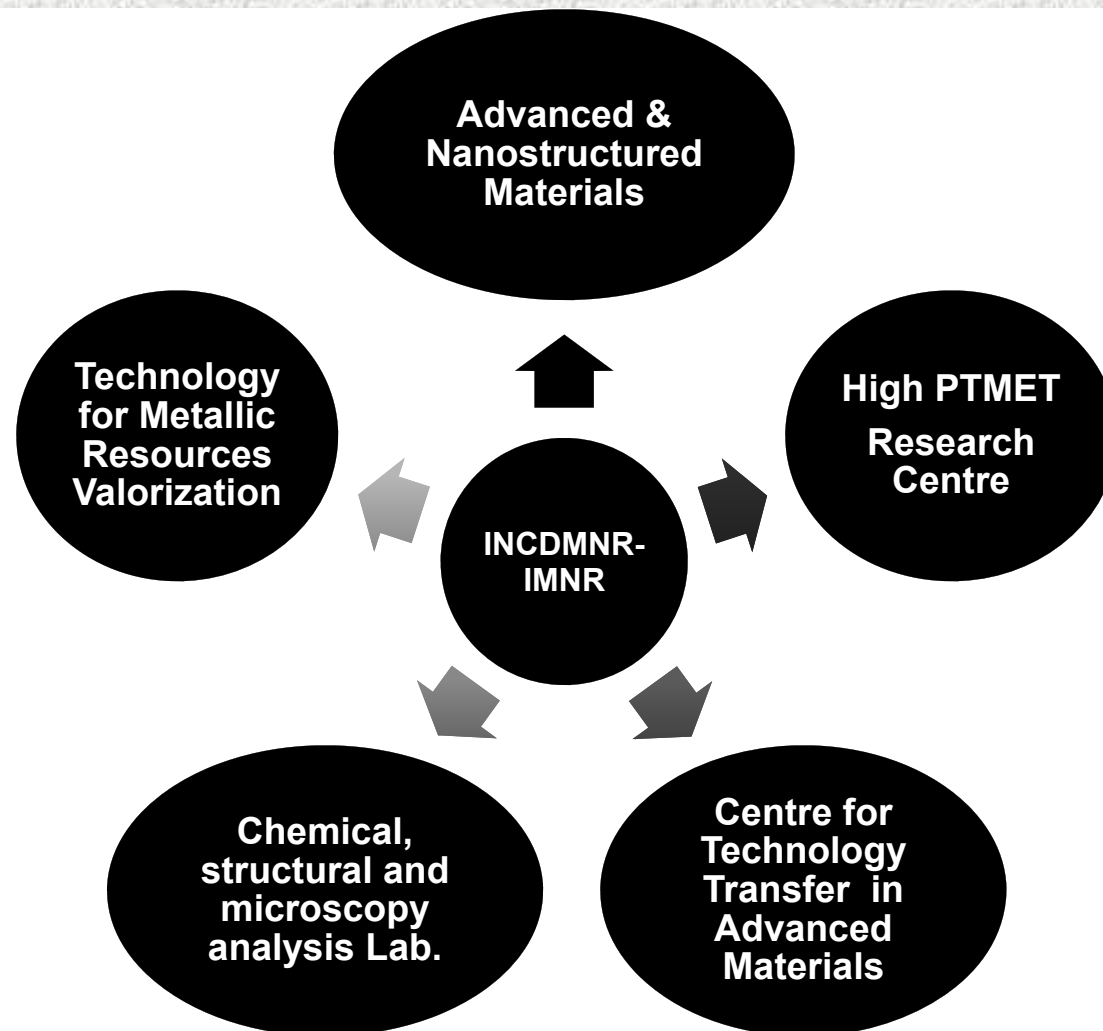 Advanced &
Nanostructured
Materials
Technology
for Metallic
Resources
Valorization
High PTMET
Research
Centre
INCDMNR-
IMNR
Chemical,
structural and
microscopy
analysis Lab.
Centre for
Technology
Transfer in
Advanced
Materials